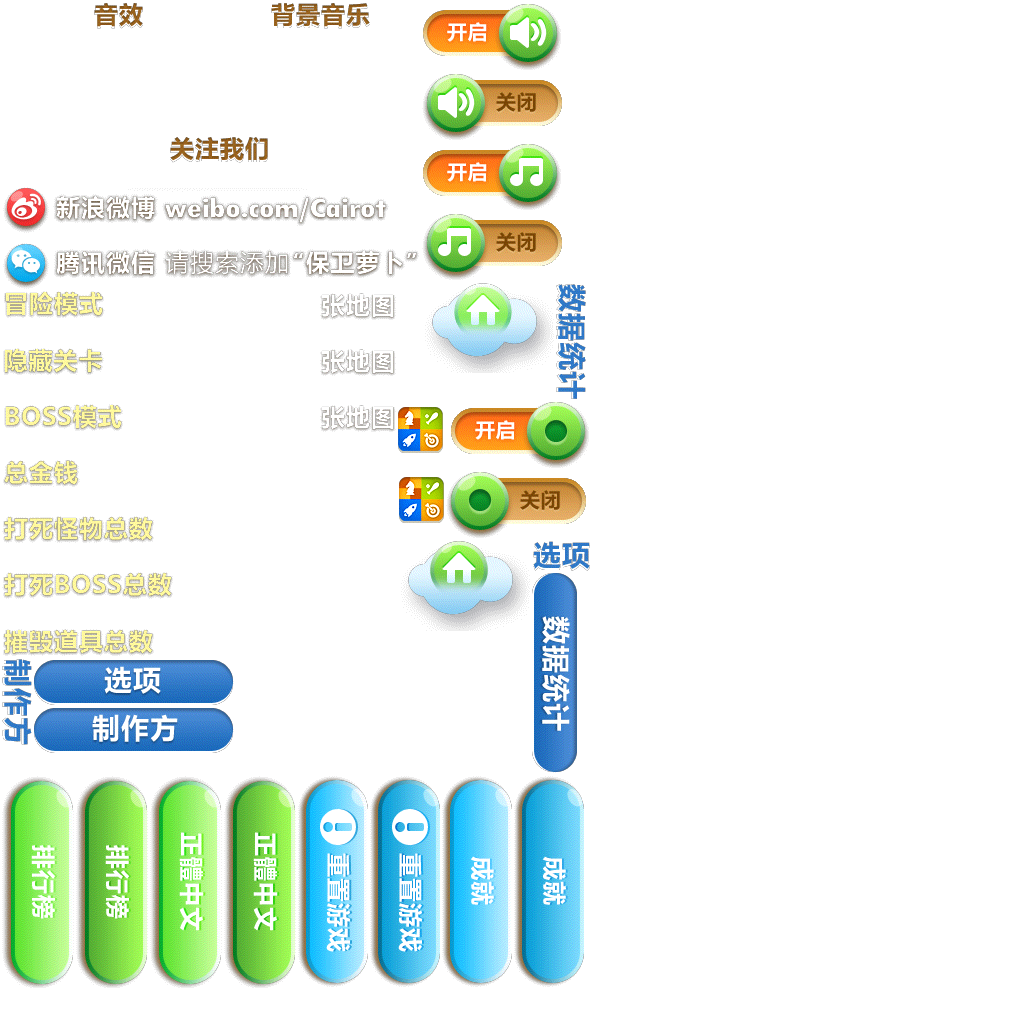 音效
背景音乐
开启
关闭
关注我们
开启
新浪微博 weibo.com/Cairot
关闭
腾讯微信 请搜索添加“保卫萝卜”
冒险模式
张地图
数据统计
隐藏关卡
张地图
BOSS模式
张地图
开启
总金钱
关闭
打死怪物总数
选项
打死BOSS总数
摧毁道具总数
数据统计
制作方
选项
制作方
排行榜
排行榜
正體中文
正體中文
重置游戏
重置游戏
成就
成就